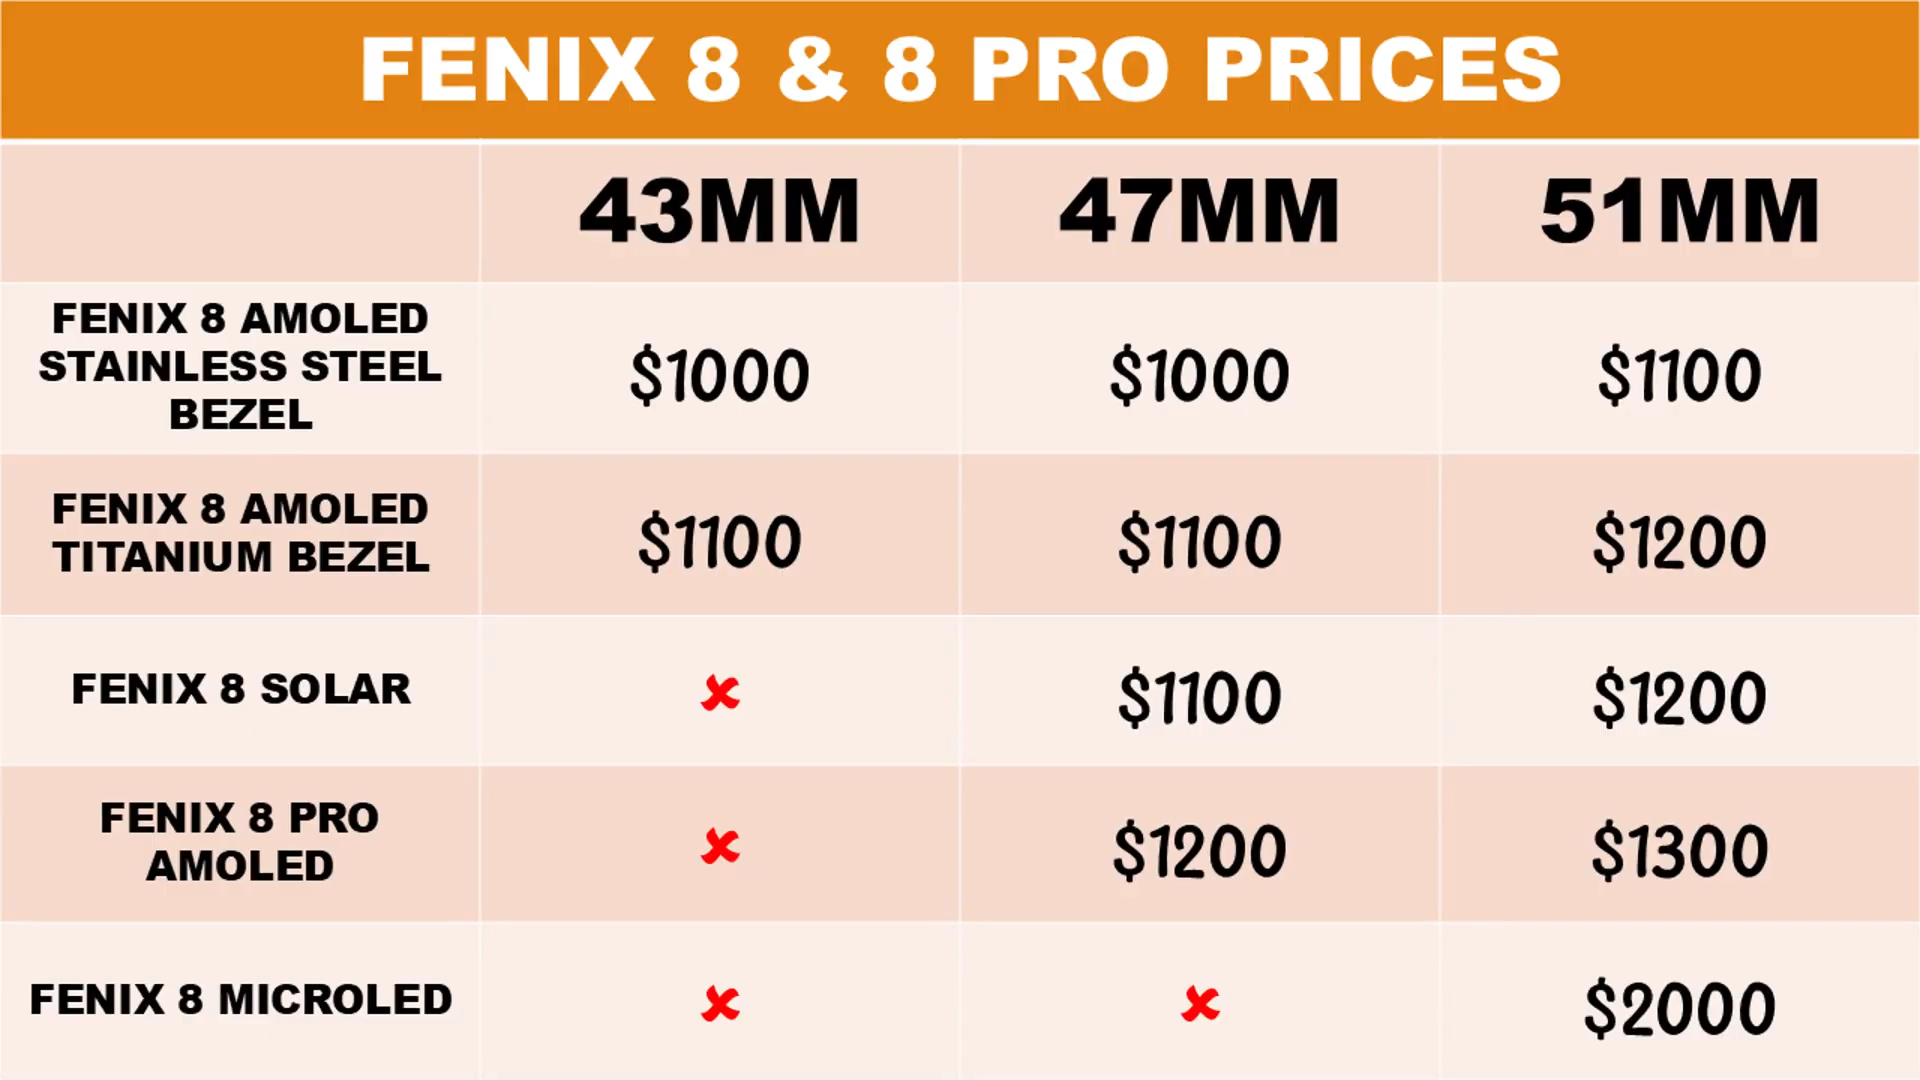 FENIX 8 & 8 PRO PRICES
43MM 47MM 51MM
FENIX 8 AMOLED
STAINLESS STEEL
BEZEL
$1000 $1000 $1100
FENIX 8 AMOLED
TITANIUM BEZEL
$1100 $1100 $1200
FENIX 8 SOLAR ✘ $1100 $1200
FENIX 8 PRO
AMOLED
✘ $1200 $1300
FENIX 8 MICROLED ✘ ✘ $2000